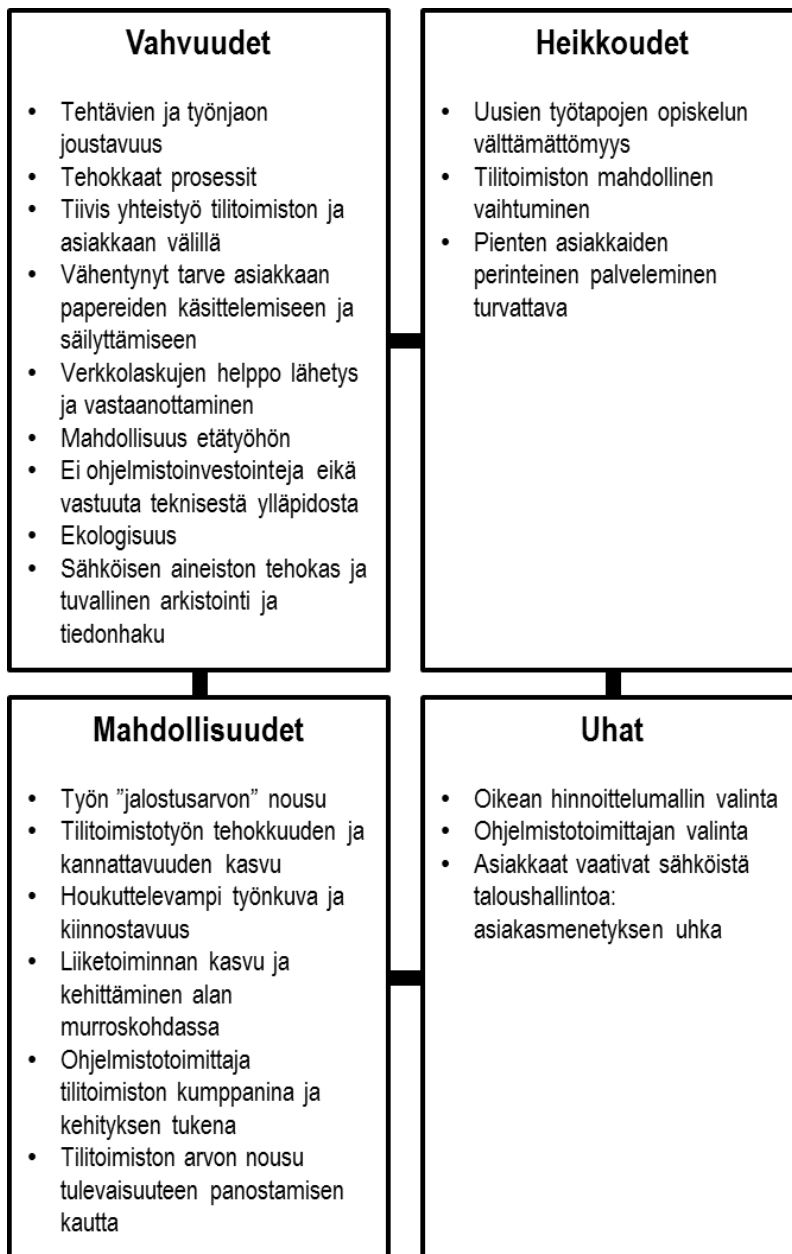 Vahvuudet
• Tehtävien ja työnjaon
joustavuus
• Tehokkaat prosessit
• Tiivis yhteistyö tilitoimiston ja
asiakkaan välillä
• Vähentynyt tarve asiakkaan
papereiden käsittelemiseen ja
säilyttämiseen
• Verkkolaskujen helppo lähetys
ja vastaanottaminen
• Mahdollisuus etätyöhön
• Ei ohjelmistoinvestointeja eikä
vastuuta teknisestä ylläpidosta
• Ekologisuus
• Sähköisen aineiston tehokas ja
tuvallinen arkistointi ja
tiedonhaku
Heikkoudet
• Uusien työtapojen opiskelun
välttämättömyys
• Tilitoimiston mahdollinen
vaihtuminen
• Pienten asiakkaiden
perinteinen palveleminen
turvattava
Mahdollisuudet
• Työn ”jalostusarvon” nousu
• Tilitoimistotyön tehokkuuden ja
kannattavuuden kasvu
• Houkuttelevampi työnkuva ja
kiinnostavuus
• Liiketoiminnan kasvu ja
kehittäminen alan
murroskohdassa
• Ohjelmistotoimittaja
tilitoimiston kumppanina ja
kehityksen tukena
• Tilitoimiston arvon nousu
tulevaisuuteen panostamisen
kautta
Uhat
• Oikean hinnoittelumallin valinta
• Ohjelmistotoimittajan valinta
• Asiakkaat vaativat sähköistä
taloushallintoa:
asiakasmenetyksen uhka